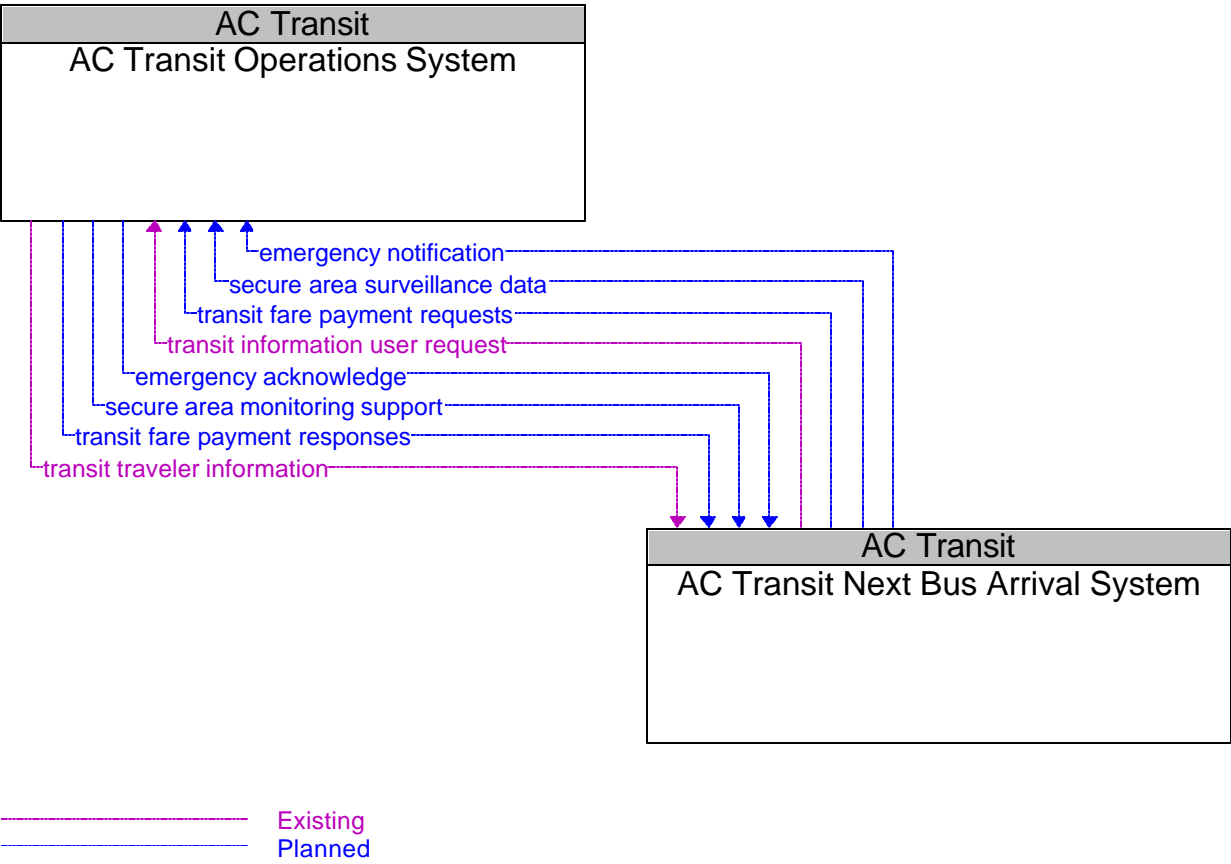 AC Transit
AC Transit Operations System
emergency notification
secure area surveillance data
transit fare payment requests
transit information user request
emergency acknowledge
secure area monitoring support
transit fare payment responses
transit traveler information
AC Transit
AC Transit Next Bus Arrival System
Existing
Planned